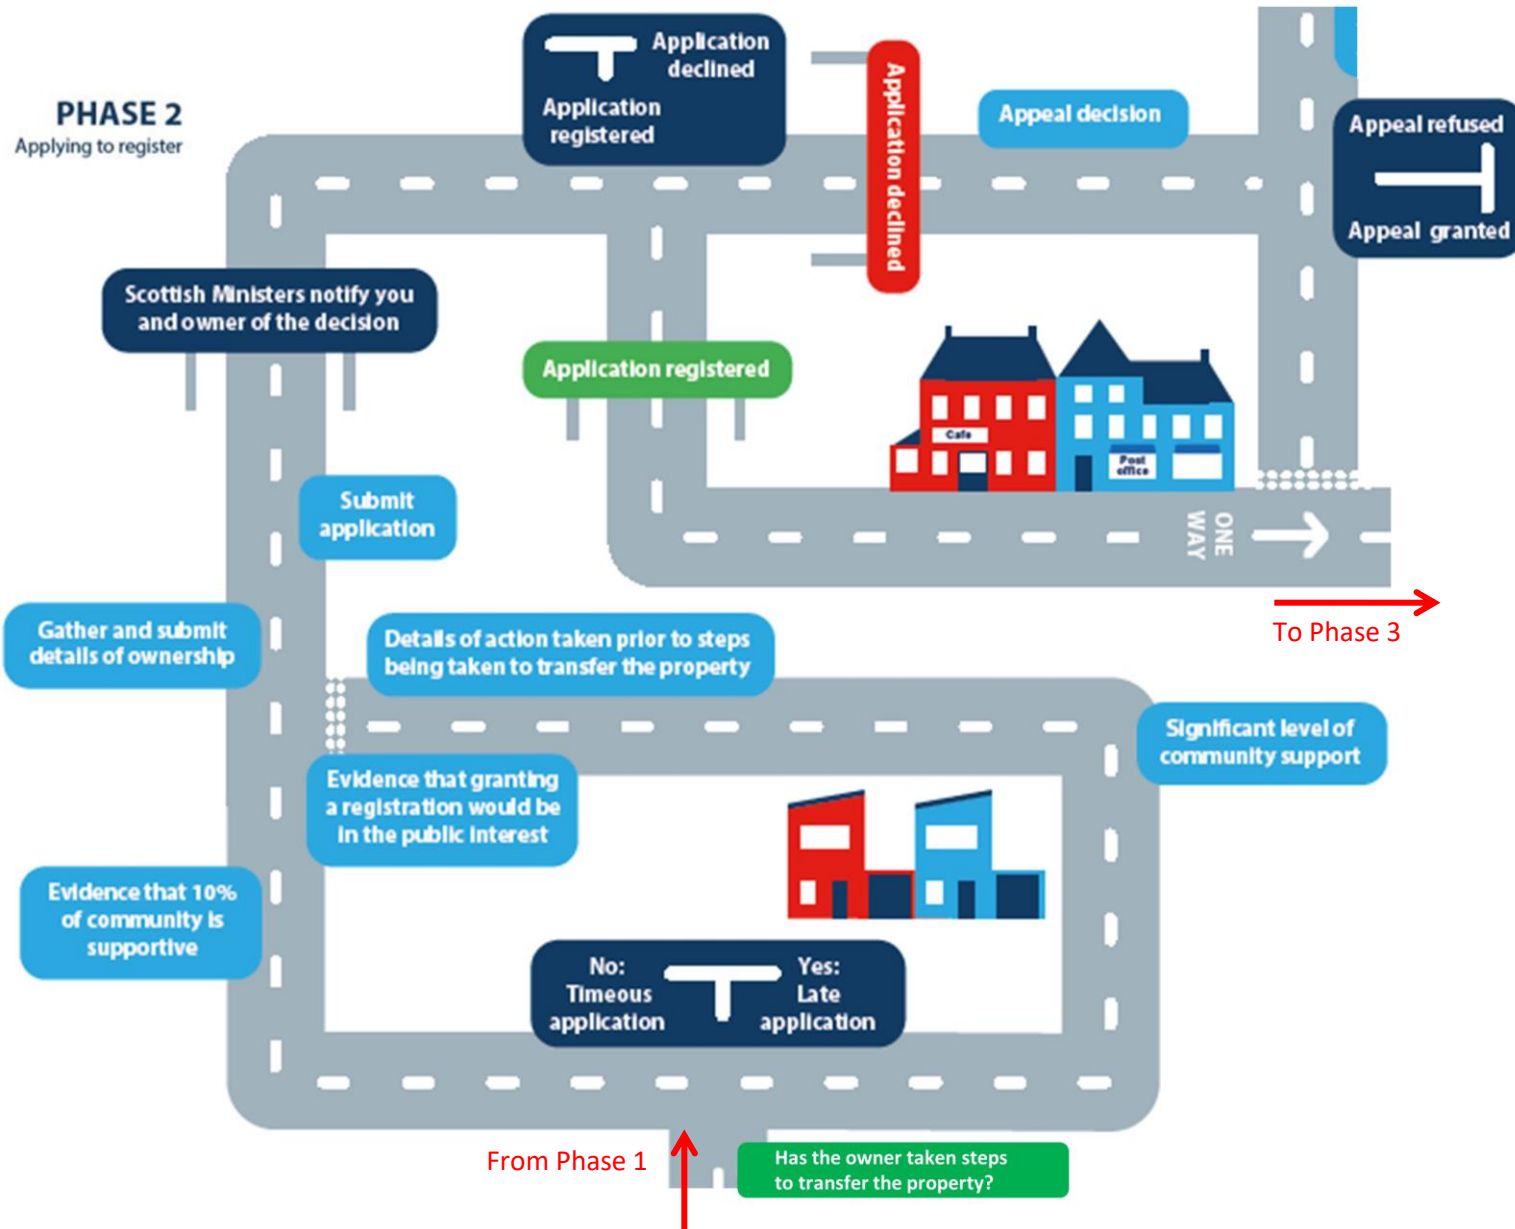 PHASE 2
Applying to register
Application
declined
Application
registered
Application declined
Appeal decision
Appeal refused
Appeal granted
Scottish Ministers notify you
and owner of the decision
Application registered
Cafe
Post
office
Submit
application
ONE
WAY
To Phase 3
Gather and submit
details of ownership
Details of action taken prior to steps
being taken to transfer the property
Significant level of
community support
Evidence that granting
a registration would be
in the public interest
Evidence that 10%
of community is
supportive
No:
Timeous
application
Yes:
Late
application
From Phase 1
Has the owner taken steps
to transfer the property?